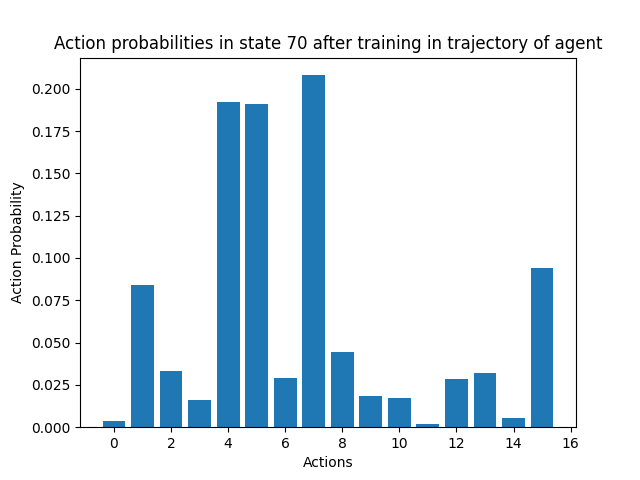 Action probabilities in state 70 after training in trajectory of agent
0.200
0.175
0.150
0.125
0.100
0.075
0.050
0.025
0.000
Action Probability
0 2 4 6 8 10 12 14 16
Actions